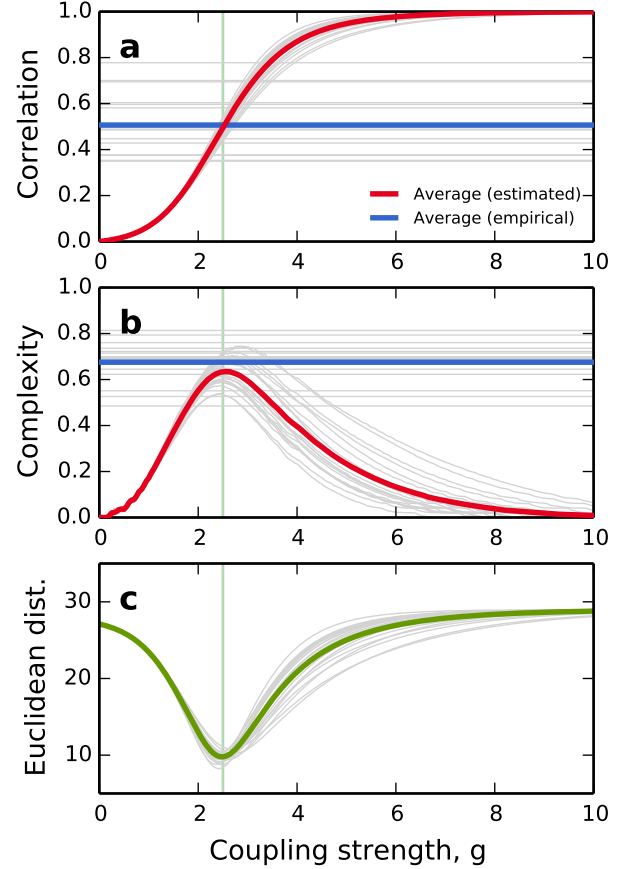 1.0
a
0.8
0.6
0.4
0.2
0.0
Correlation
Average (estimated)
Average (empirical)
0 2 4 6 8 10
1.0
b
0.8
0.6
0.4
0.2
0.0
Complexity
0 2 4 6 8 10
c
30
20
10
Euclidean dist.
0 2 4 6 8 10
Coupling strength, g